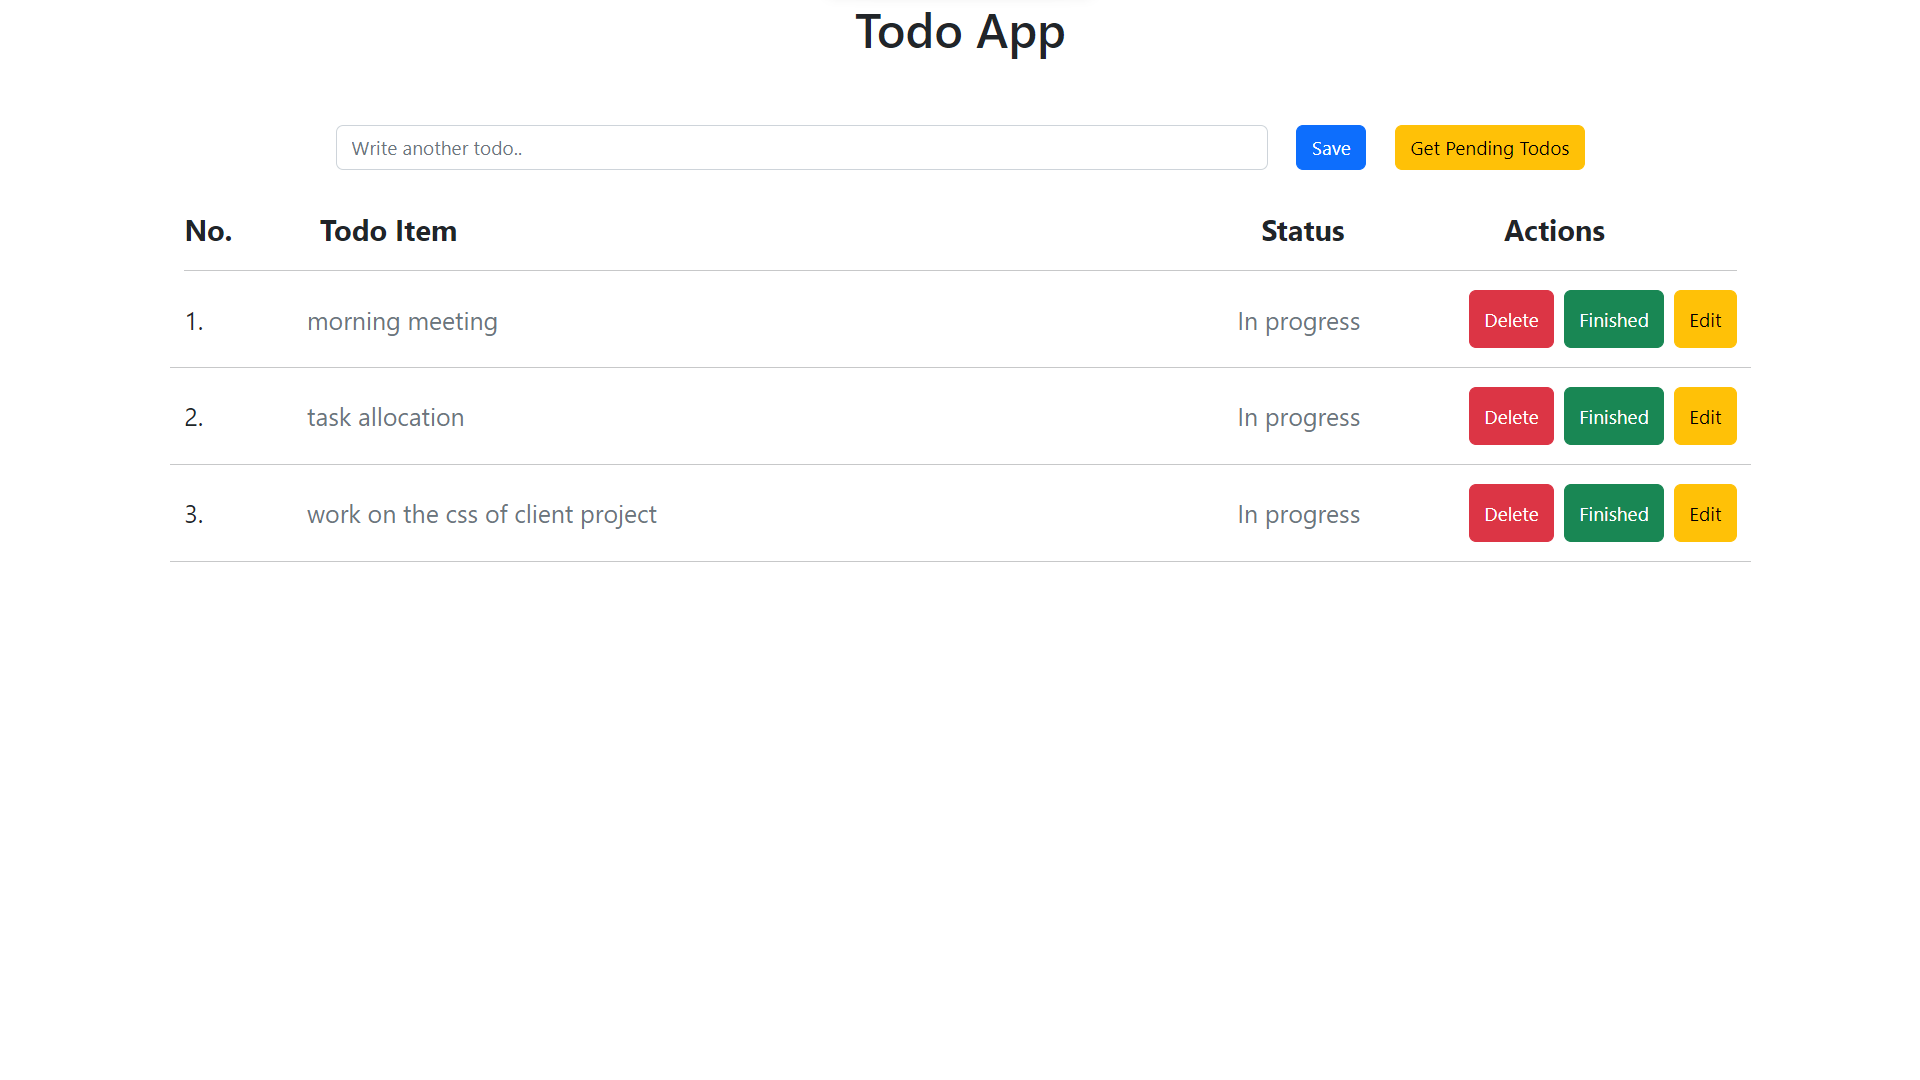 Todo App
Write another todo.. Save Get Pending Todos
No. Todo Item Status Actions
1. morning meeting In progress Delete Finished Edit
2. task allocation In progress Delete Finished Edit
3. work on the css of client project In progress Delete Finished Edit